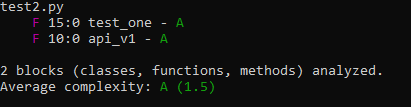 test2.py
    F 15:0 test_one - A
    F 10:0 api_v1 - A

2 blocks (classes, functions, methods) analyzed.
Average complexity: A (1.5)